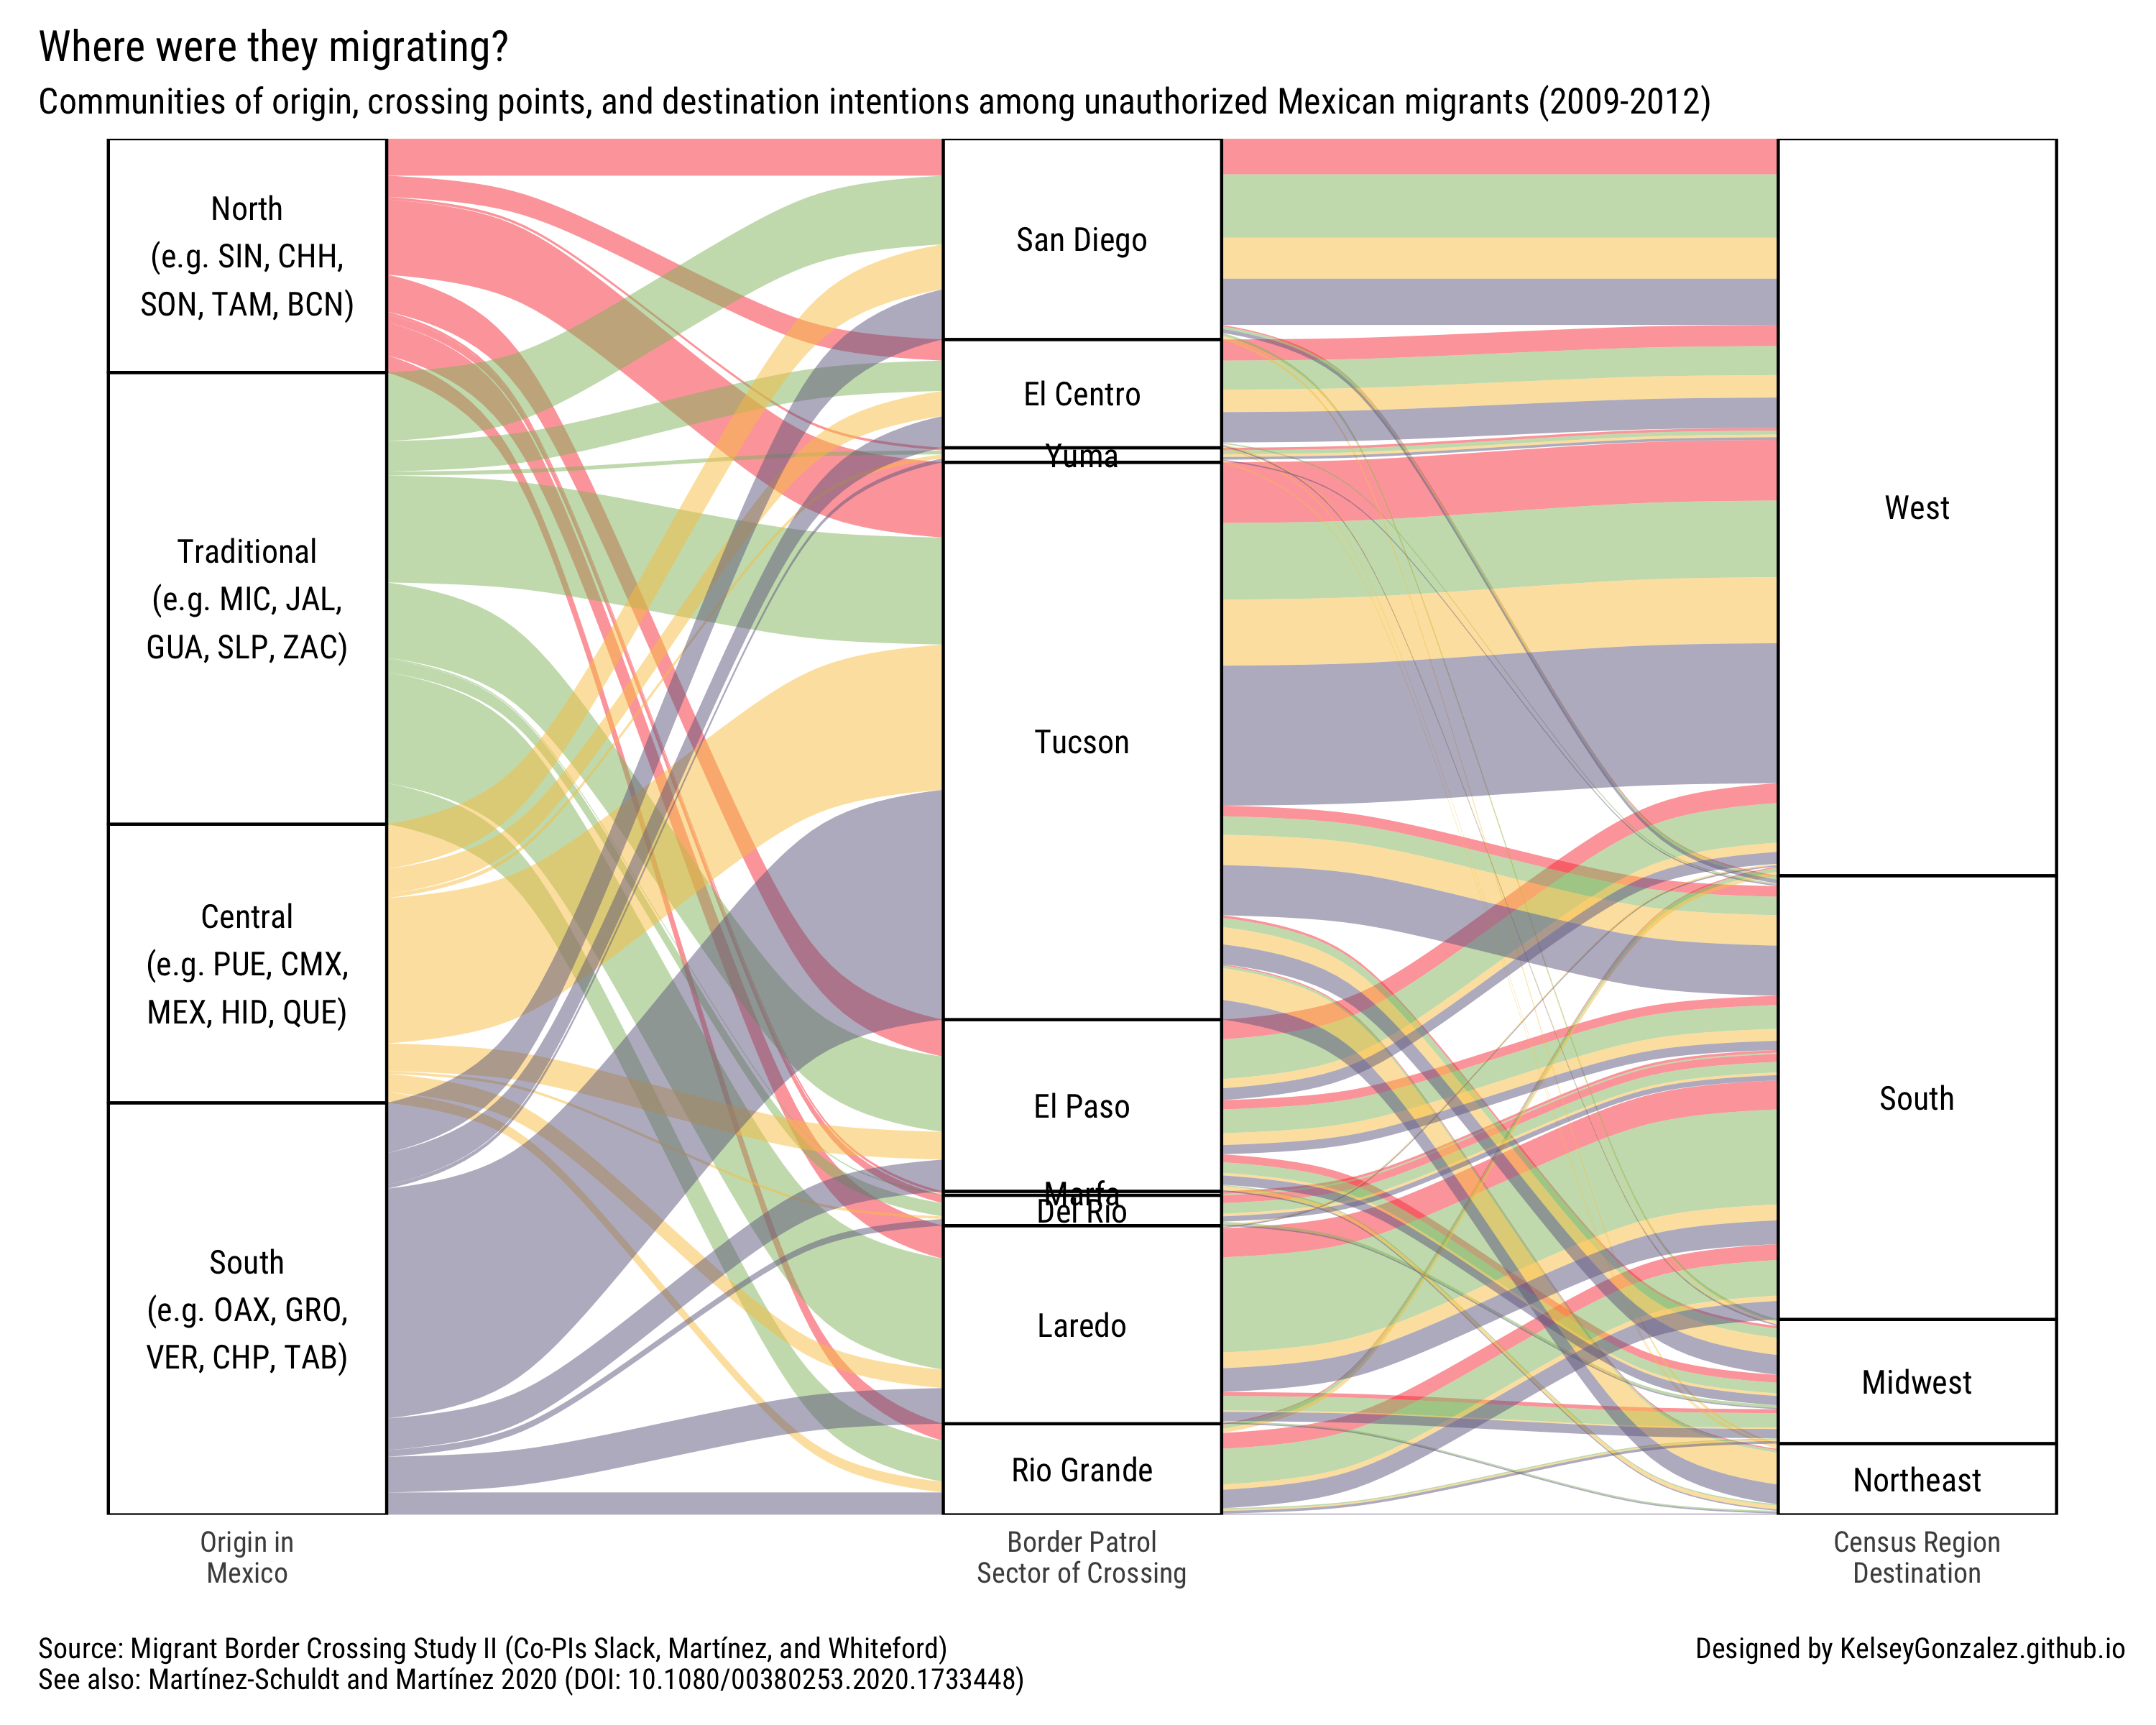 Where were they migrating?
Communities of origin, crossing points, and destination intentions among unauthorized Mexican migrants (2009-2012)
North
(e.g. SIN, CHH,
SON, TAM, BCN)
Traditional
(e.g. MIC, JAL,
GUA, SLP, ZAC)
Central
(e.g. PUE, CMX,
MEX, HID, QUE)
South
(e.g. OAX, GRO,
VER, CHP, TAB)
San Diego
El Centro
Yuma
Tucson
El Paso
Marfa
Del Rio
Laredo
Rio Grande
West
South
Midwest
Northeast
Origin in
Mexico
Border Patrol
Sector of Crossing
Census Region
Destination
Source: Migrant Border Crossing Study II (Co-PIs Slack, Martínez, and Whiteford)
See also: Martínez-Schuldt and Martínez 2020 (DOI: 10.1080/00380253.2020.1733448)
Designed by KelseyGonzalez.github.io